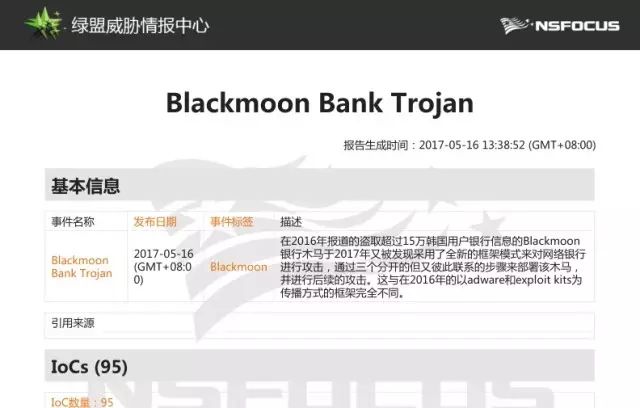 绿盟威胁情报中心
NSFOCUS
Blackmoon Bank Trojan
报告生成时间：2017-05-16 13:38:52 (GMT+08:00)
基本信息
事件名称 发布日期 事件标签 描述
Blackmoon Bank Trojan
2017-05-16
(GMT+08:0
0)
Blackmoon
在2016年报道的盗取超过15万韩国用户银行信息的Blackmoon
银行木马于2017年又被发现采用了全新的框架模式来对网络银行
进行攻击，通过三个分开的但又彼此联系的步骤来部署该木马，
并进行后续的攻击。这与在2016年的以adware和exploit kits为
传播方式的框架完全不同。
引用来源
IoCs (95)
IoC数量：95
NSFOCUS